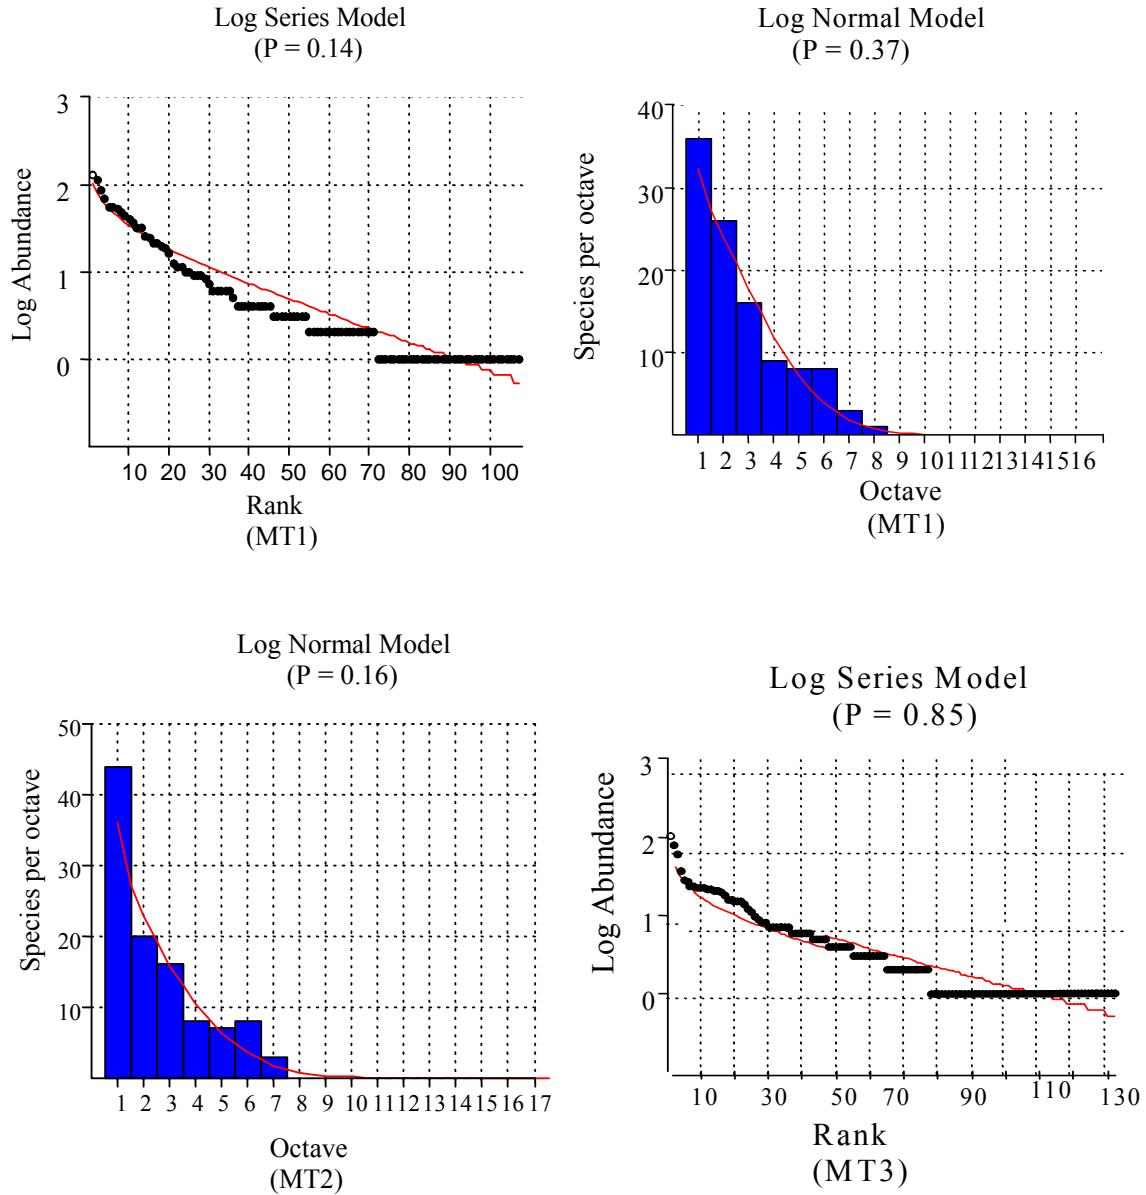 Log Series Model
(P = 0.14)
3
2
1
0
Log Abundance
10 20 30 40 50 60 70 80 90 100
Rank
(MT1)
Log Normal Model
(P = 0.37)
40
30
20
10
Species per octave
1 2 3 4 5 6 7 8 9 10 11 12 13 14 15 16
Octave
(MT1)
Log Normal Model
(P = 0.16)
50
40
30
20
10
Species per octave
1 2 3 4 5 6 7 8 9 10 11 12 13 14 15 16 17
Octave
(MT2)
Log Series Model
(P = 0.85)
3
2
1
0
Log Abundance
10 30 50 70 90 110 130
Rank
(MT3)